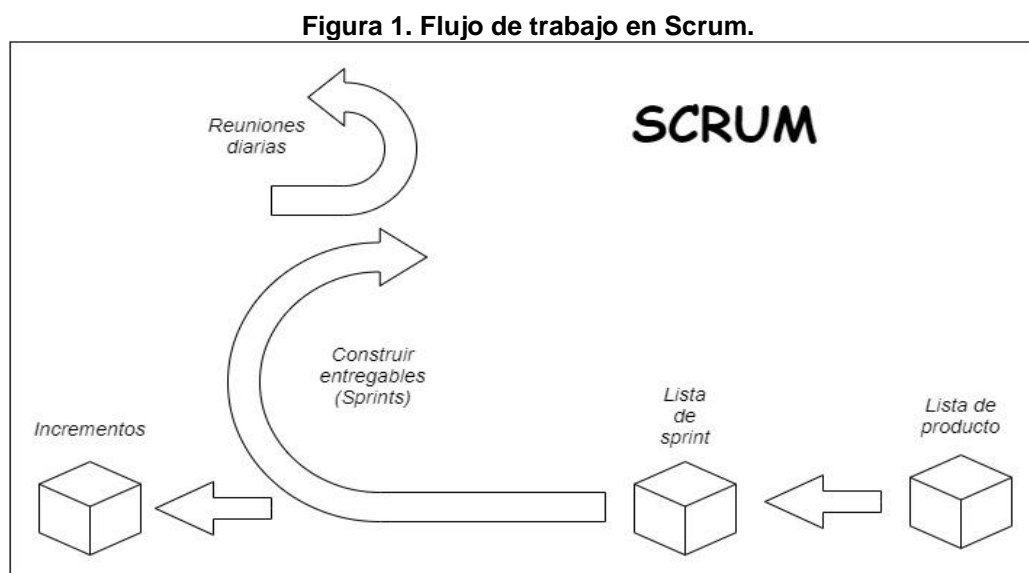 Figura 1. Flujo de trabajo en Scrum.
SCRUM
Reuniones
diarias
Construir
entregables
(Sprints)
Incrementos
Lista
de
sprint
Lista de
producto